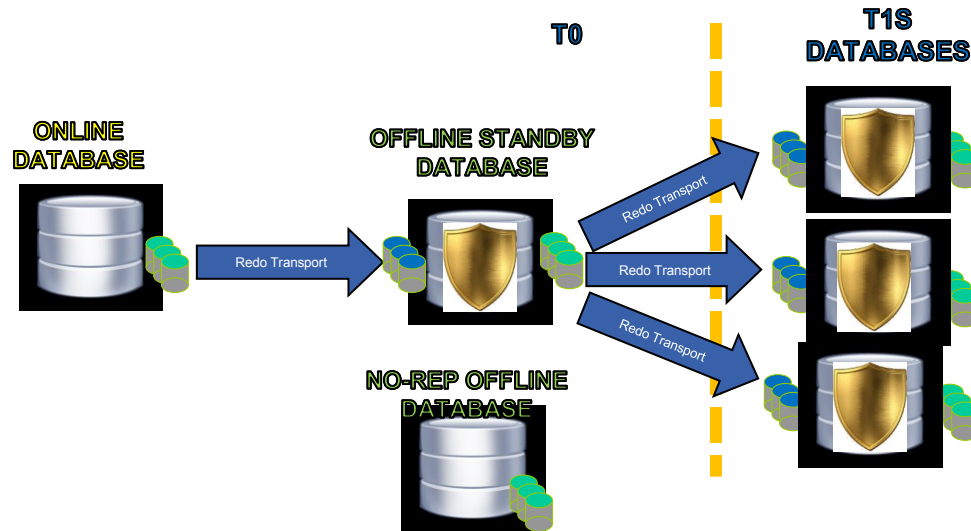 T0
T1S
DATABASES
ONLINE
DATABASE
OFFLINE STANDBY
DATABASE
Redo Transport
Redo Transport
Redo Transport
Redo Transport
NO-REP OFFLINE
DATABASE